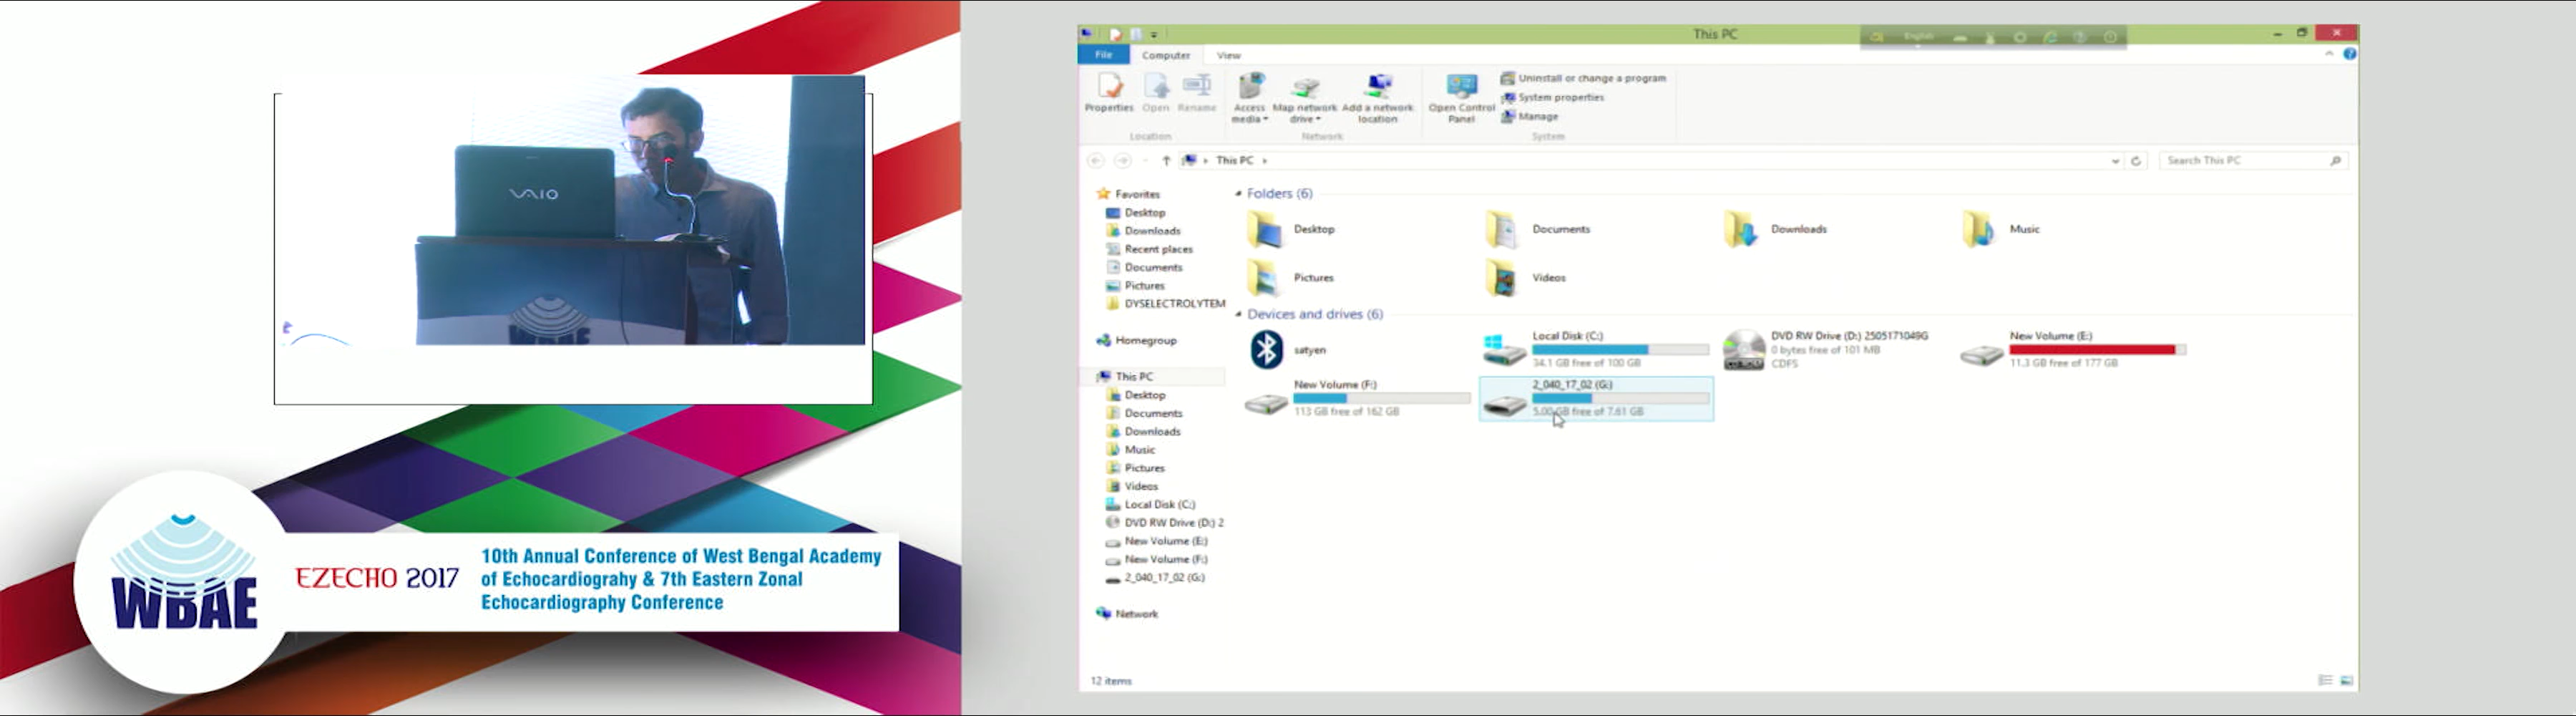 VAIO
WBAE
EZECHO 2017
10th Annual Conference of West Bengal Academy
of Echocardiograhy & 7th Eastern Zonal
Echocardiography Conference
This PC
English
File
Computer
View
Properties
Open
Rename
Access media
Map network drive
Add a network location
Open Control Panel
Uninstall or change a program
System properties
Manage
Location
Network
System
This PC
Search This PC
Favorites
Desktop
Downloads
Recent places
Documents
Pictures
DYSELECTROLYTEM
Homegroup
This PC
Desktop
Documents
Downloads
Music
Pictures
Videos
Local Disk (C:)
DVD RW Drive (D:) 2
New Volume (E:)
New Volume (F:)
2_040_17_02 (G:)
Network
Folders (6)
Desktop
Documents
Downloads
Music
Pictures
Videos
Devices and drives (6)
satyen
Local Disk (C:)
34.1 GB free of 100 GB
DVD RW Drive (D:) 2505171049G
0 bytes free of 101 MB
CDFS
New Volume (E:)
11.3 GB free of 177 GB
New Volume (F:)
113 GB free of 162 GB
2_040_17_02 (G:)
5.00 GB free of 7.61 GB
12 items